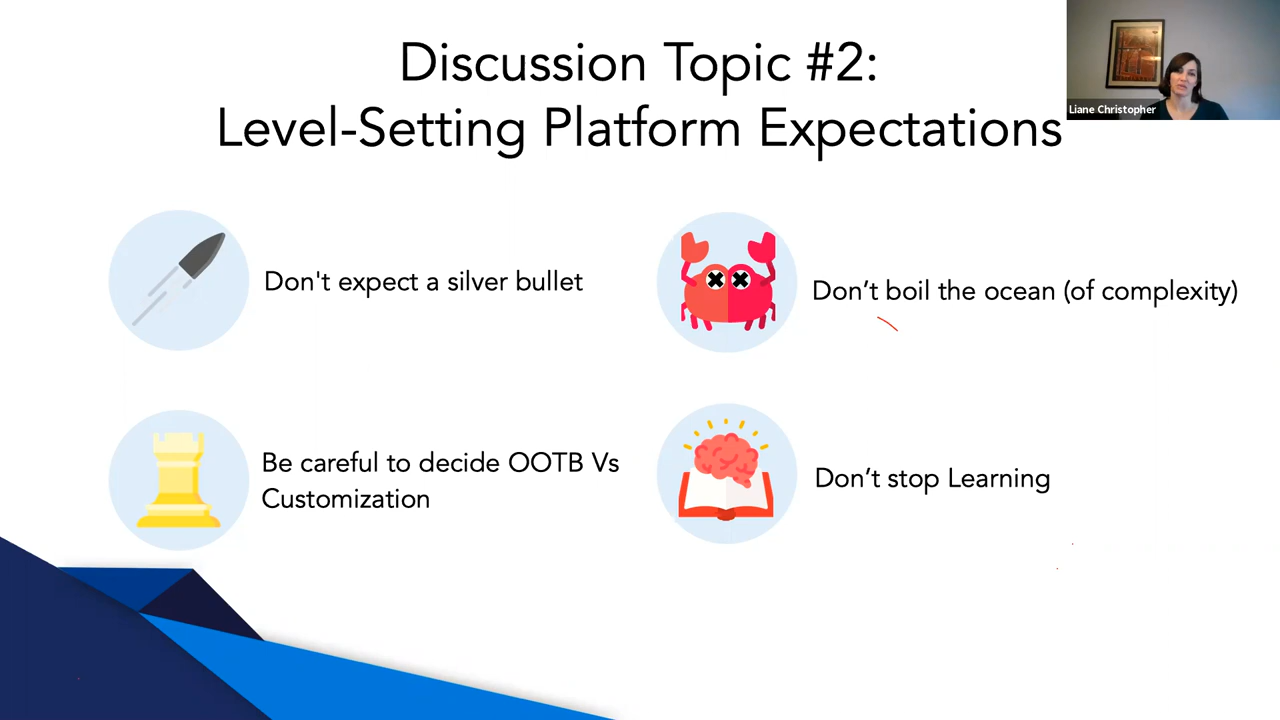 Discussion Topic #2:
Level-Setting Platform Expectations
Liane Christopher
Don't expect a silver bullet
Don’t boil the ocean (of complexity)
Be careful to decide OOTB Vs
Customization
Don’t stop Learning